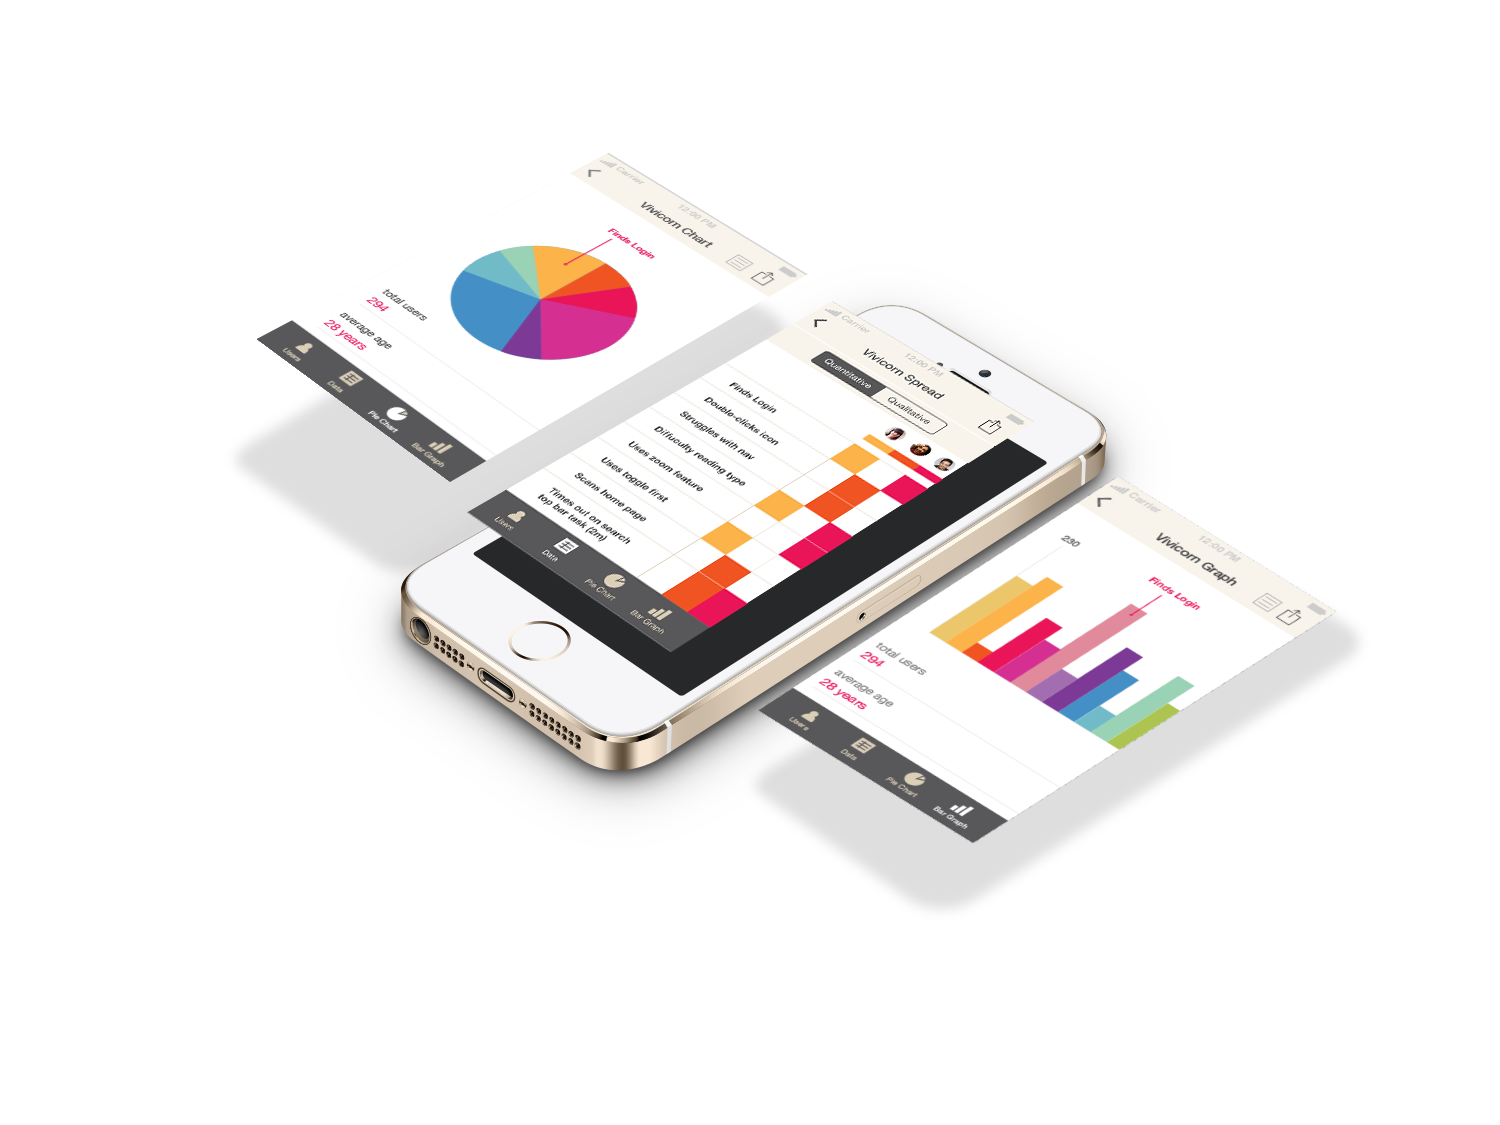 Carrier
12:00 PM
Vivicorn Chart
Finds Login
total users
294
average age
28 years
Users
Data
Pie Chart
Bar Graph
Carrier
12:00 PM
Vivicorn Spread
Quantitative
Qualitative
Finds Login
Double-clicks icon
Struggles with nav
Diffuculty reading type
Uses zoom feature
Uses toggle first
Scans home page
Times out on search
top bar task (2m)
Users
Data
Pie Chart
Bar Graph
Carrier
12:00 PM
Vivicorn Graph
230
Finds Login
total users
294
average age
28 years
Users
Data
Pie Chart
Bar Graph